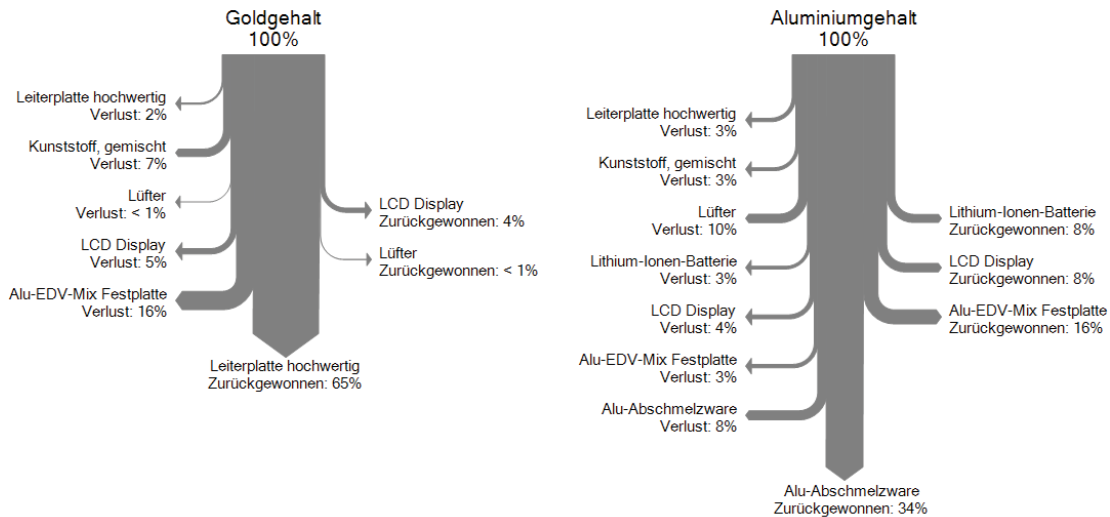 Goldgehalt
100%
Leiterplatte hochwertig
Verlust: 2%
Kunststoff, gemischt
Verlust: 7%
Lüfter
Verlust: < 1%
LCD Display
Verlust: 5%
Alu-EDV-Mix Festplatte
Verlust: 16%
LCD Display
Zurückgewonnen: 4%
Lüfter
Zurückgewonnen: < 1%
Leiterplatte hochwertig
Zurückgewonnen: 65%
Aluminiumgehalt
100%
Leiterplatte hochwertig
Verlust: 3%
Kunststoff, gemischt
Verlust: 3%
Lüfter
Verlust: 10%
Lithium-Ionen-Batterie
Verlust: 3%
LCD Display
Verlust: 4%
Alu-EDV-Mix Festplatte
Verlust: 3%
Alu-Abschmelzware
Verlust: 8%
Lithium-Ionen-Batterie
Zurückgewonnen: 8%
LCD Display
Zurückgewonnen: 8%
Alu-EDV-Mix Festplatte
Zurückgewonnen: 16%
Alu-Abschmelzware
Zurückgewonnen: 34%